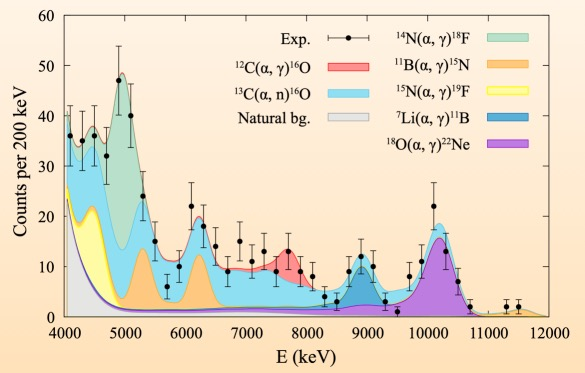 60
50
40
30
20
10
0
Counts per 200 keV
Exp.
¹²C(α, γ)¹⁶O
¹³C(α, n)¹⁶O
Natural bg.
¹⁴N(α, γ)¹⁸F
¹¹B(α, γ)¹⁵N
¹⁵N(α, γ)¹⁹F
⁷Li(α, γ)¹¹B
¹⁸O(α, γ)²²Ne
4000 5000 6000 7000 8000 9000 10000 11000 12000
E (keV)